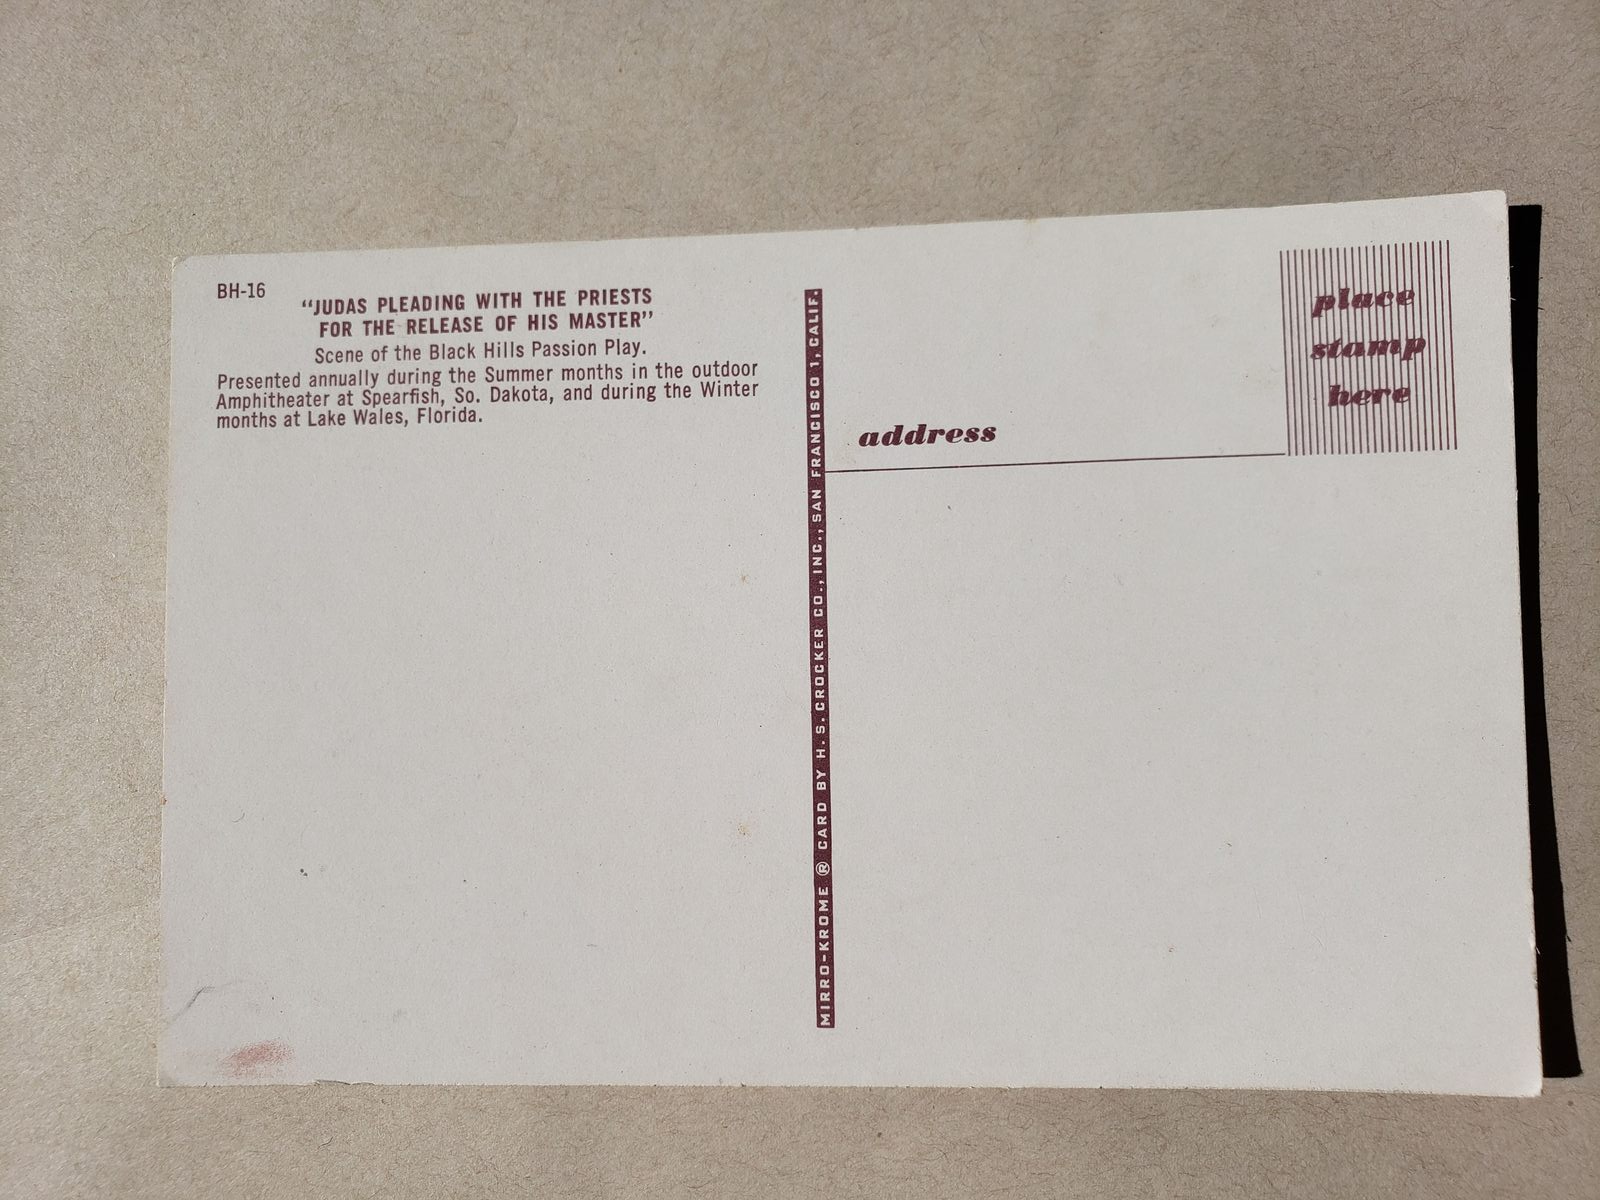 BH-16
“JUDAS PLEADING WITH THE PRIESTS
FOR THE RELEASE OF HIS MASTER”
Scene of the Black Hills Passion Play.
Presented annually during the Summer months in the outdoor
Amphitheater at Spearfish, So. Dakota, and during the Winter
months at Lake Wales, Florida.
MIRRO-KROME ® CARD BY H. S. CROCKER CO., INC., SAN FRANCISCO 1, CALIF.
place
stamp
here
address